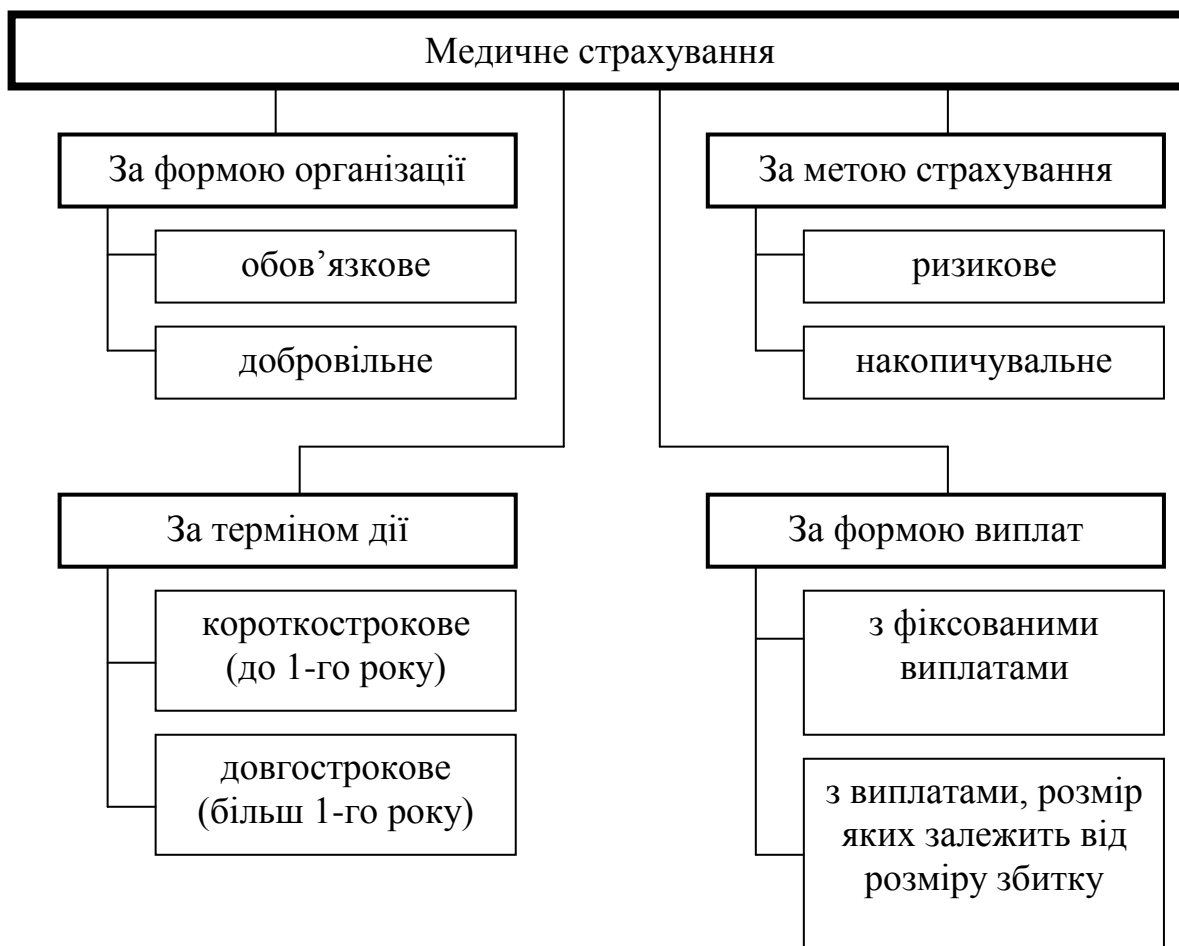 Медичне страхування
За формою організації
обов’язкове
добровільне
За метою страхування
ризикове
накопичувальне
За терміном дії
короткострокове
(до 1-го року)
довгострокове
(більш 1-го року)
За формою виплат
з фіксованими
виплатами
з виплатами, розмір
яких залежить від
розміру збитку